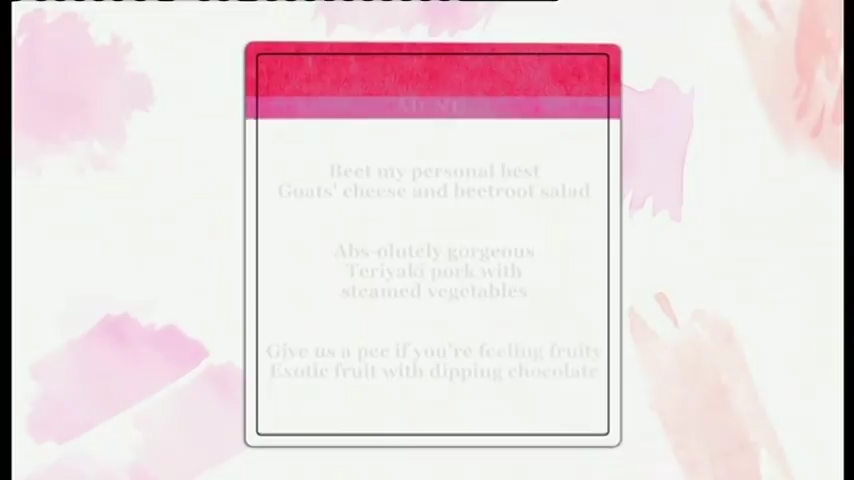 MENU
Beet my personal best
Goats' cheese and beetroot salad
Abs-olutely gorgeous
Teriyaki pork with
steamed vegetables
Give us a pec if you're feeling fruity
Exotic fruit with dipping chocolate